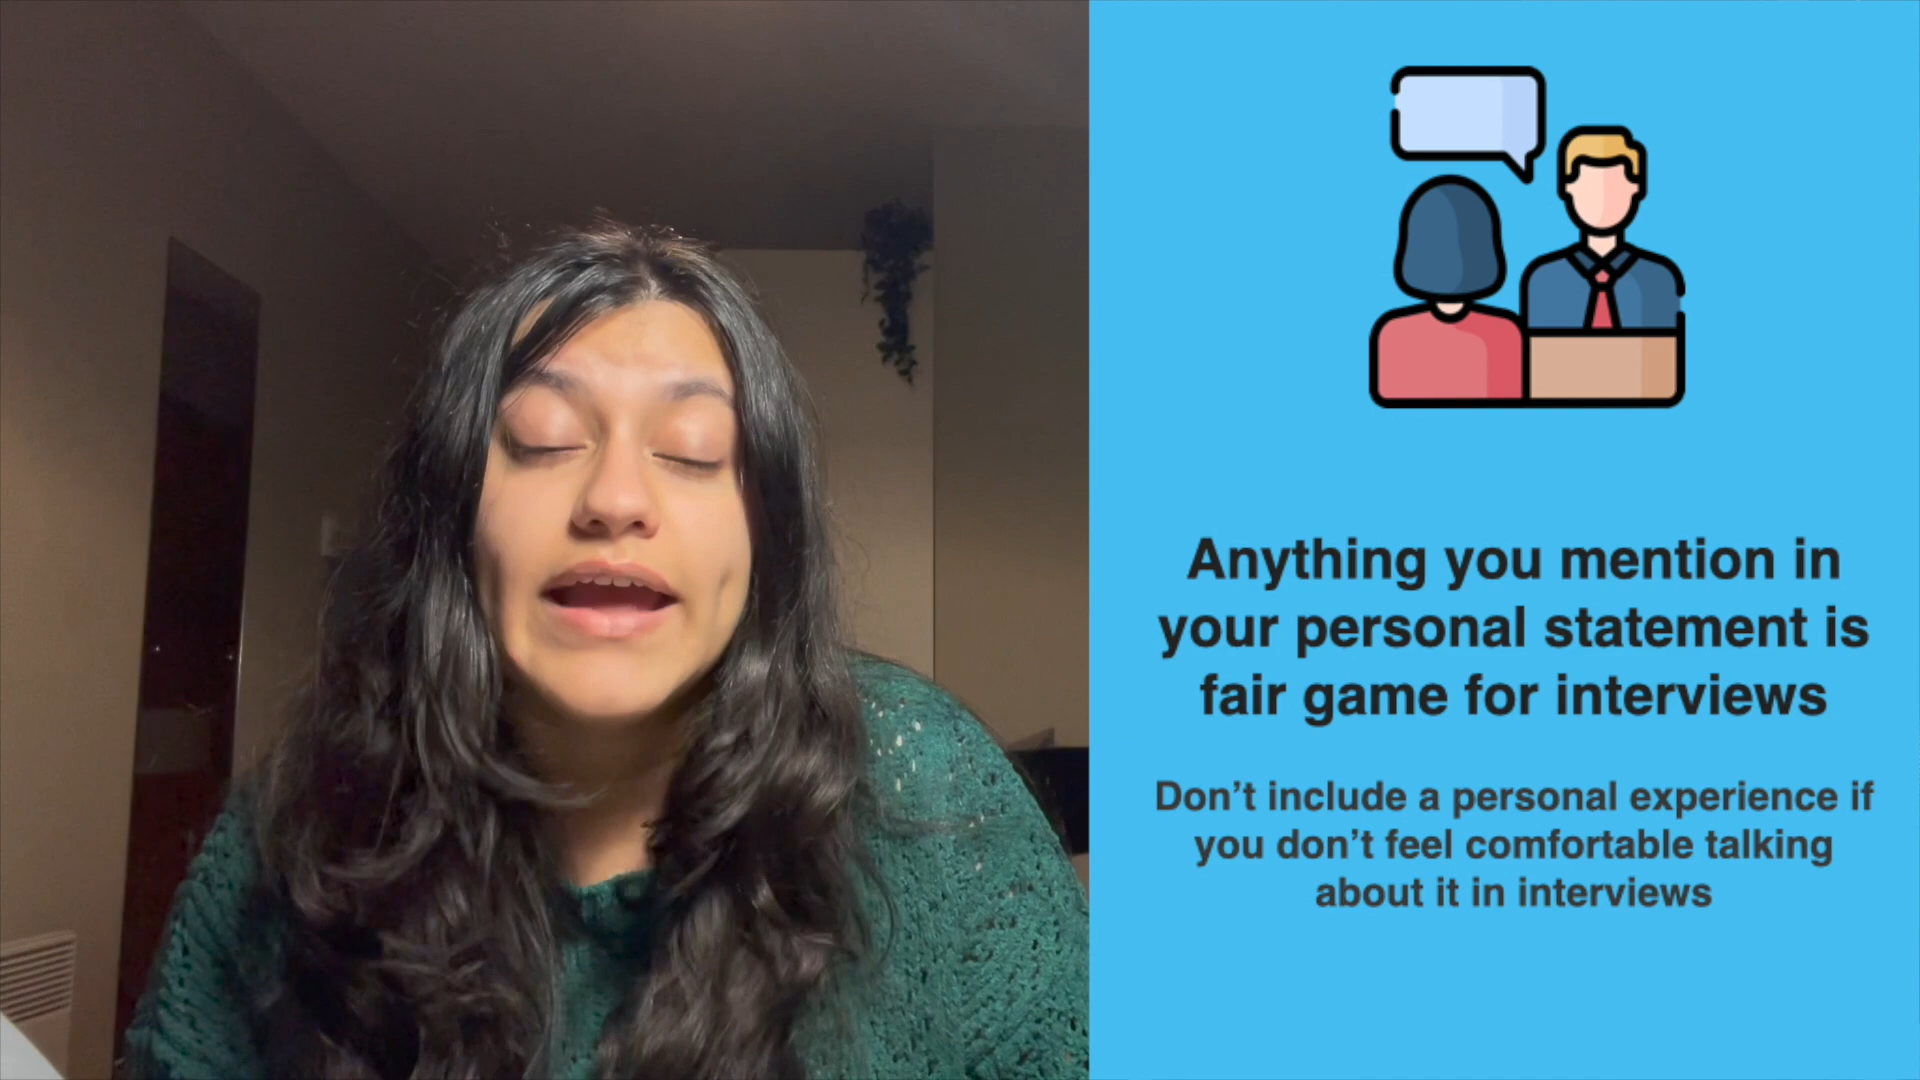 Anything you mention in
your personal statement is
fair game for interviews
Don’t include a personal experience if
you don’t feel comfortable talking
about it in interviews